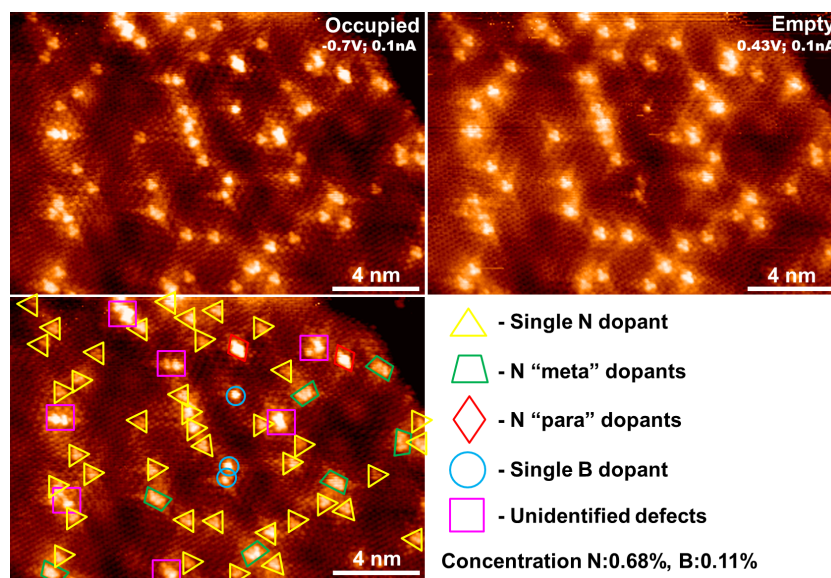 Occupied
-0.7V; 0.1nA
4 nm
Empty
0.43V; 0.1nA
4 nm
4 nm
- Single N dopant
- N “meta” dopants
- N “para” dopants
- Single B dopant
- Unidentified defects
Concentration N:0.68%, B:0.11%